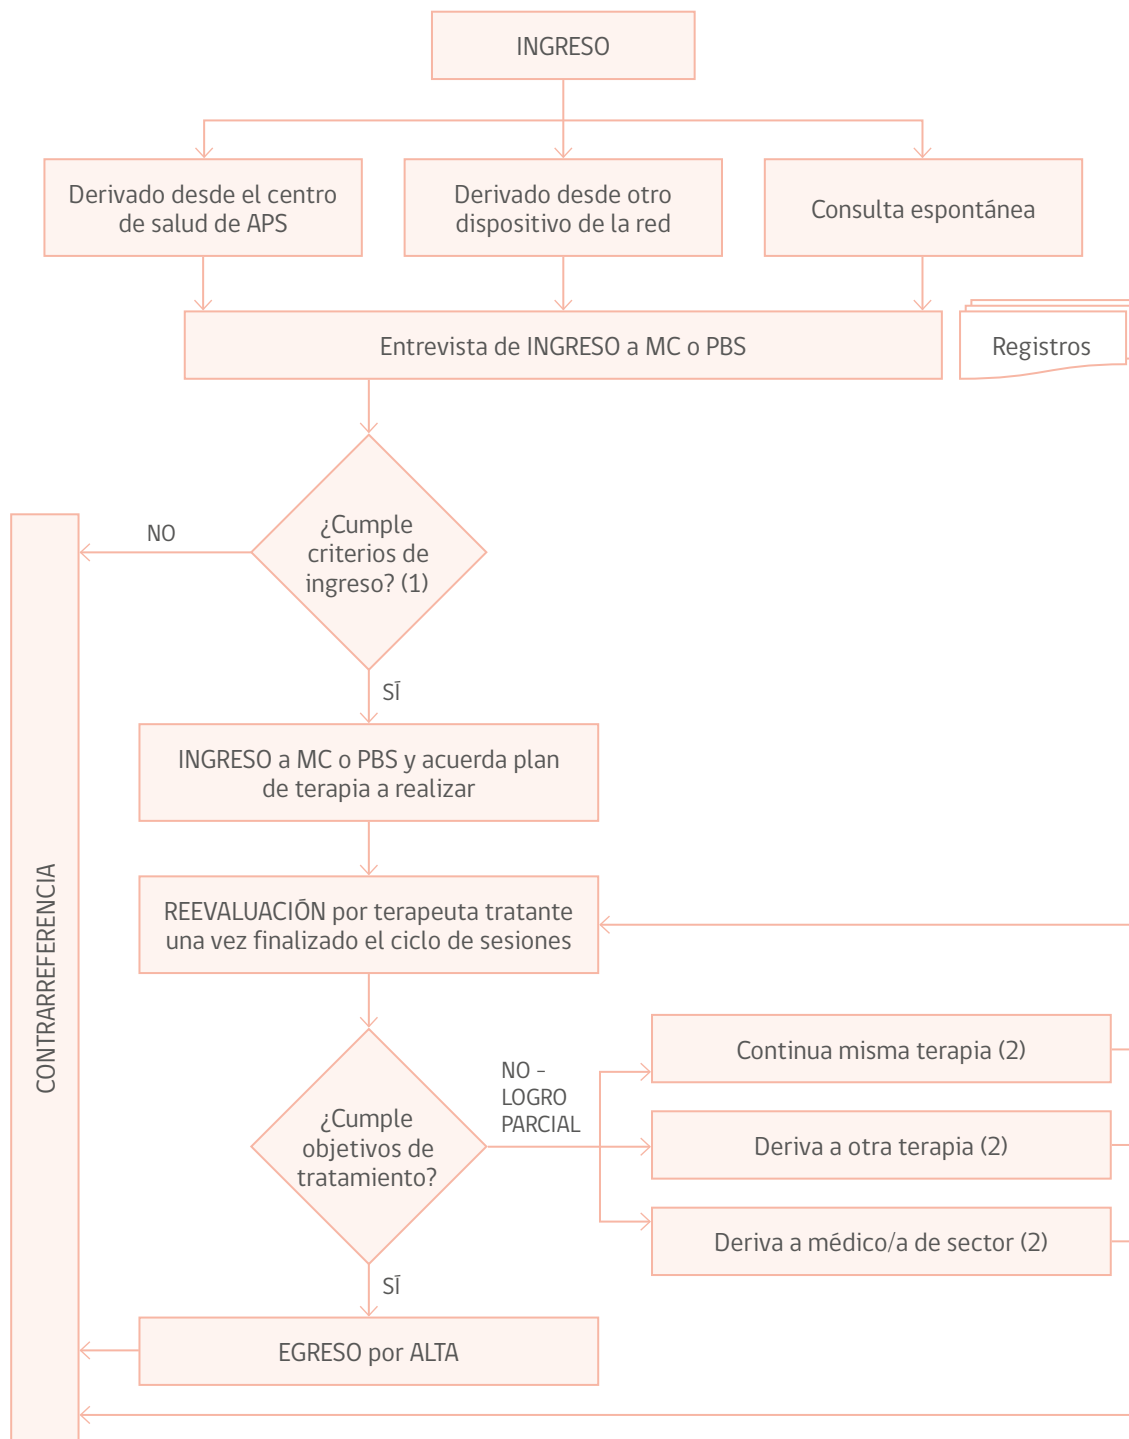 INGRESO
Derivado desde el centro
de salud de APS
Derivado desde otro
dispositivo de la red
Consulta espontánea
Entrevista de INGRESO a MC o PBS
Registros
¿Cumple
criterios de
ingreso? (1)
NO
SÍ
INGRESO a MC o PBS y acuerda plan
de terapia a realizar
CONTRARREFERENCIA
REEVALUACIÓN por terapeuta tratante
una vez finalizado el ciclo de sesiones
¿Cumple
objetivos de
tratamiento?
NO –
LOGRO
PARCIAL
Continua misma terapia (2)
Deriva a otra terapia (2)
Deriva a médico/a de sector (2)
SÍ
EGRESO por ALTA